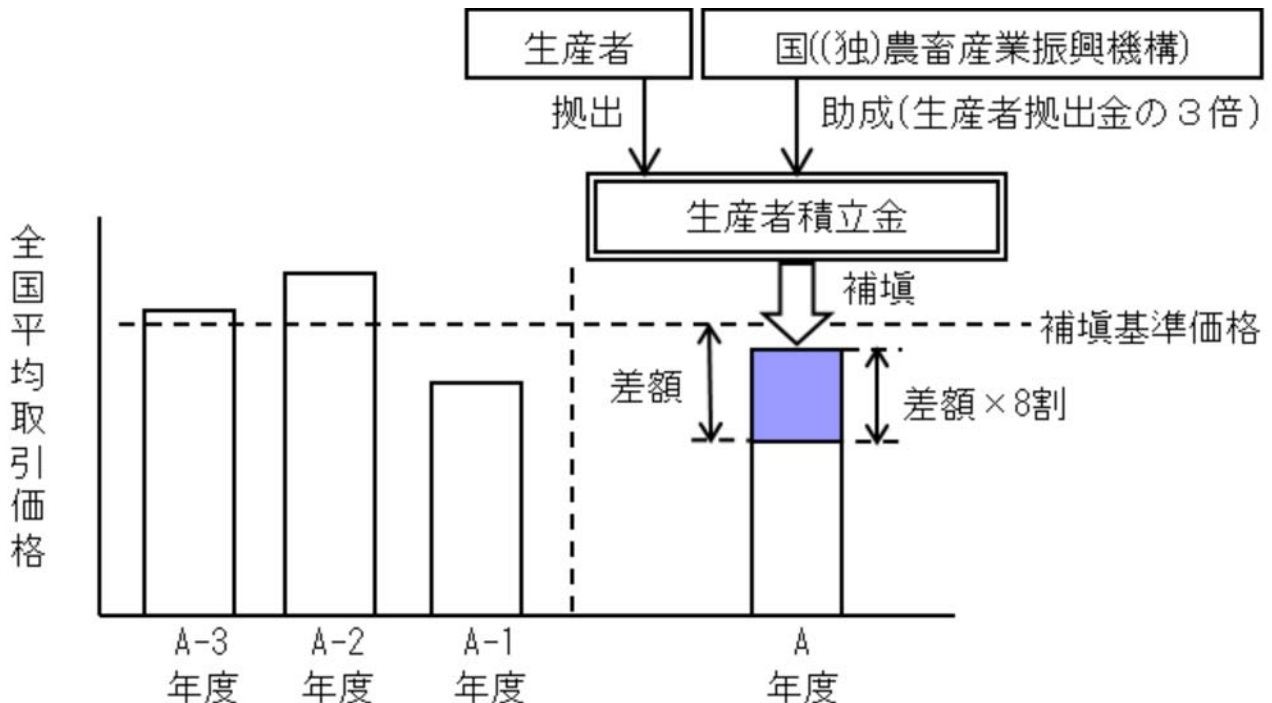 生産者
国((独)農畜産業振興機構)
拠出
助成(生産者拠出金の３倍)
生産者積立金
補塡
補塡基準価格
差額
差額×8割
全国平均取引価格
A-3
年度
A-2
年度
A-1
年度
A
年度